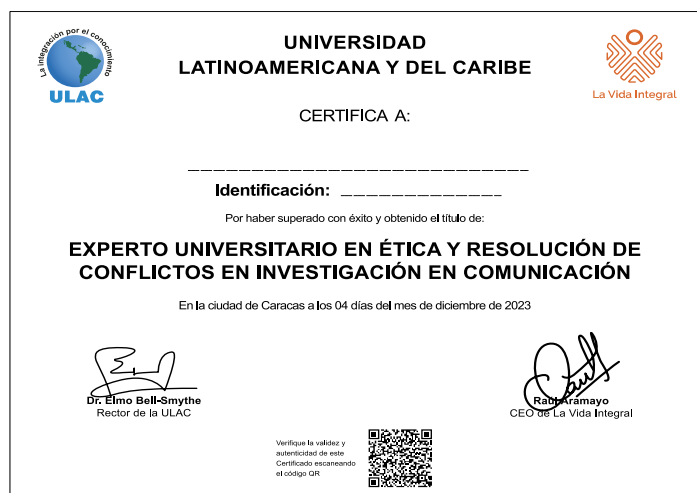 La integración por el conocimiento
ULAC
UNIVERSIDAD
LATINOAMERICANA Y DEL CARIBE
La Vida Integral
CERTIFICA A:
Identificación:
Por haber superado con éxito y obtenido el título de:
EXPERTO UNIVERSITARIO EN ÉTICA Y RESOLUCIÓN DE
CONFLICTOS EN INVESTIGACIÓN EN COMUNICACIÓN
En la ciudad de Caracas a los 04 días del mes de diciembre de 2023
Dr. Elmo Bell-Smythe
Rector de la ULAC
Raúl Aramayo
CEO de La Vida Integral
Verifique la validez y
autenticidad de este
Certificado escaneando
el código QR